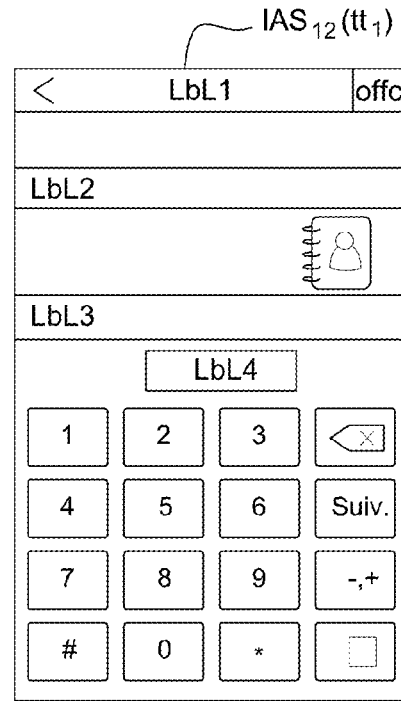 IAS12(tt1)
< LbL1 offc
LbL2
LbL3
LbL4
1 2 3
4 5 6 Suiv.
7 8 9 -,+
# 0 *